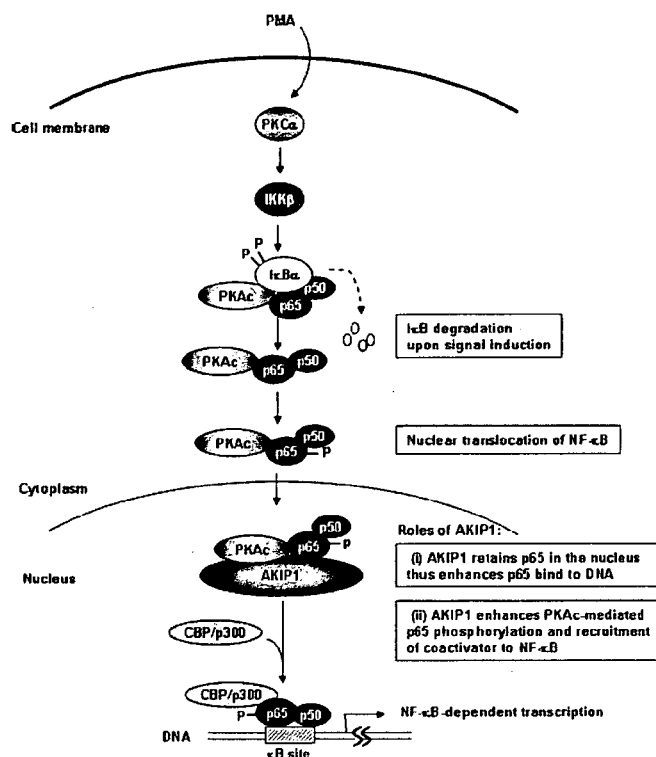 PMA
Cell membrane
PKCα
IKKβ
P
P
IκBα
PKAc
p50
p65
IκB degradation
upon signal induction
PKAc
p65
p50
PKAc
p50
p65
P
Nuclear translocation of NF-κB
Cytoplasm
Nucleus
p50
PKAc
p65
P
AKIP1
Roles of AKIP1:
(i) AKIP1 retains p65 in the nucleus
thus enhances p65 bind to DNA
(ii) AKIP1 enhances PKAc-mediated
p65 phosphorylation and recruitment
of coactivator to NF-κB
CBP/p300
CBP/p300
P
p65
p50
NF-κB-dependent transcription
DNA
κB site